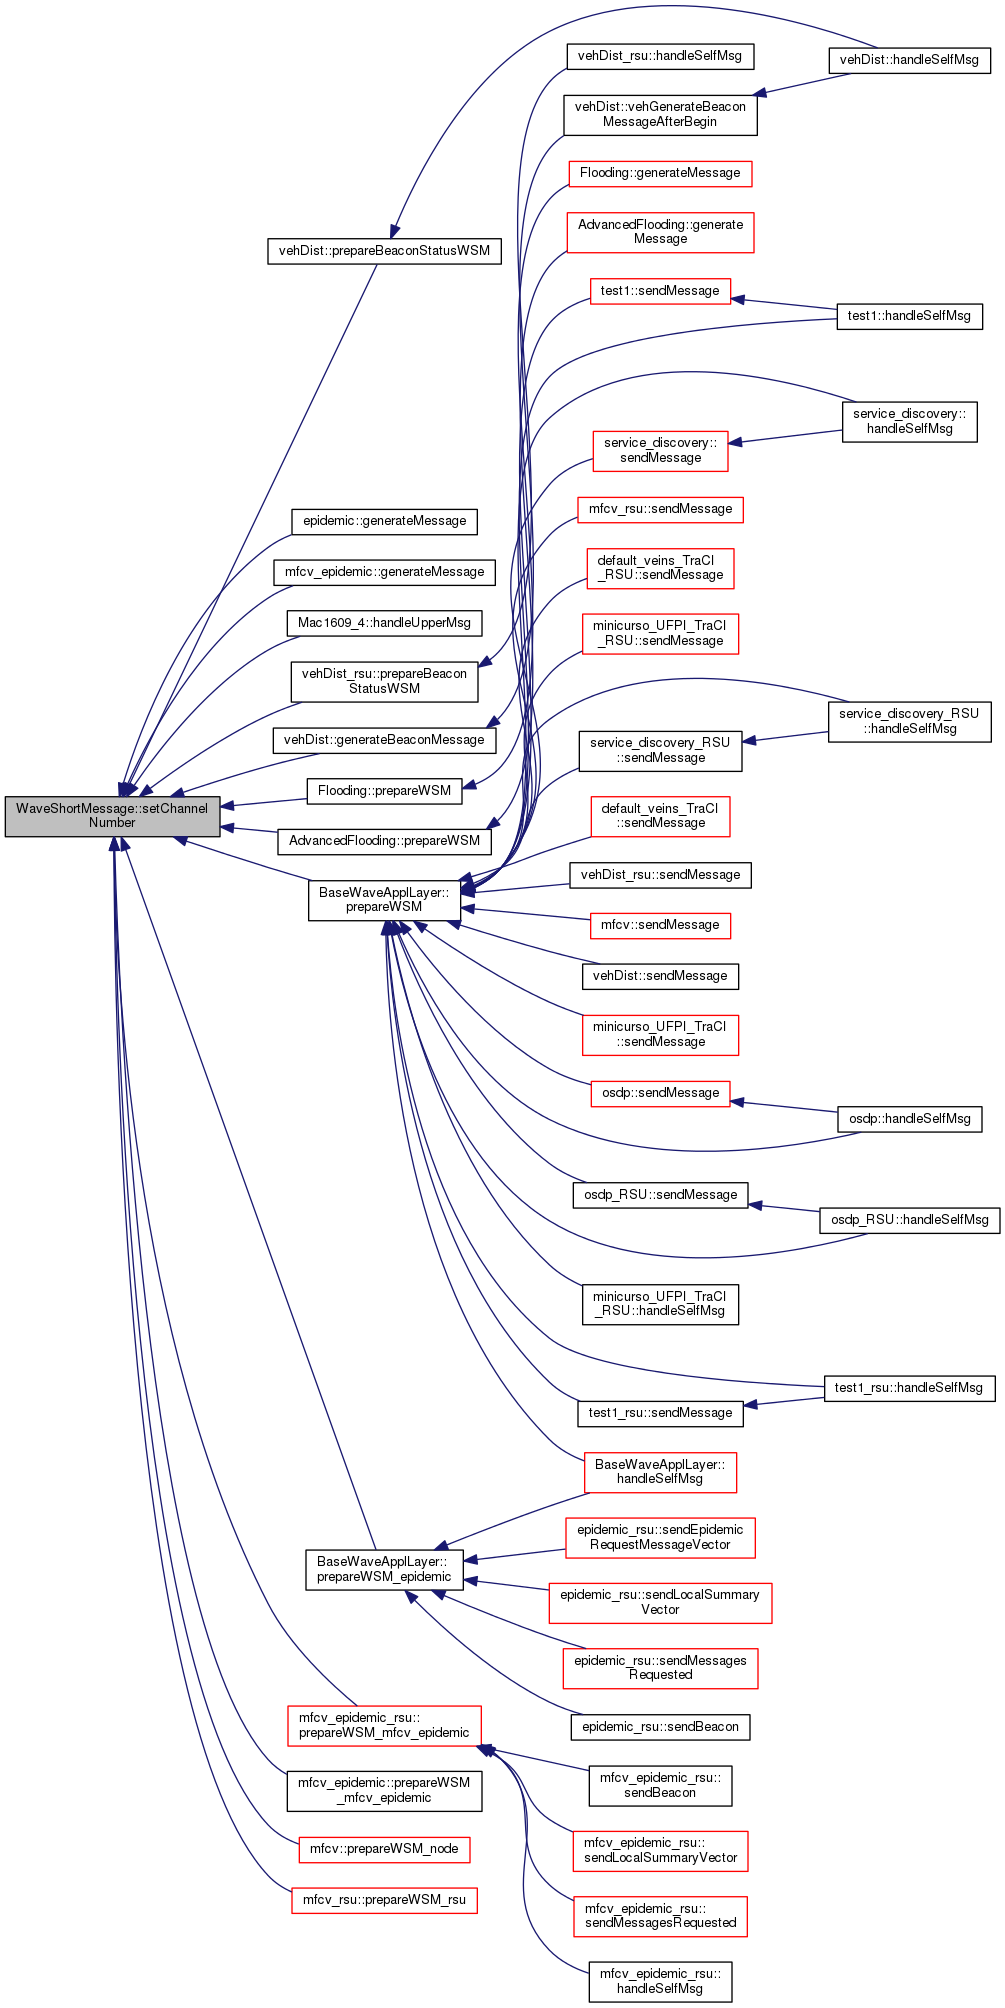 WaveShortMessage::setChannel
Number
vehDist::prepareBeaconStatusWSM
epidemic::generateMessage
mfcv_epidemic::generateMessage
Mac1609_4::handleUpperMsg
vehDist_rsu::prepareBeacon
StatusWSM
vehDist::generateBeaconMessage
Flooding::prepareWSM
AdvancedFlooding::prepareWSM
BaseWaveApplLayer::
prepareWSM
BaseWaveApplLayer::
prepareWSM_epidemic
mfcv_epidemic_rsu::
prepareWSM_mfcv_epidemic
mfcv_epidemic::prepareWSM
_mfcv_epidemic
mfcv::prepareWSM_node
mfcv_rsu::prepareWSM_rsu
vehDist_rsu::handleSelfMsg
vehDist::vehGenerateBeacon
MessageAfterBegin
Flooding::generateMessage
AdvancedFlooding::generate
Message
test1::sendMessage
service_discovery::
sendMessage
mfcv_rsu::sendMessage
default_veins_TraCI
_RSU::sendMessage
minicurso_UFPI_TraCI
_RSU::sendMessage
service_discovery_RSU
::sendMessage
default_veins_TraCI
::sendMessage
vehDist_rsu::sendMessage
mfcv::sendMessage
vehDist::sendMessage
minicurso_UFPI_TraCI
::sendMessage
osdp::sendMessage
osdp_RSU::sendMessage
minicurso_UFPI_TraCI
_RSU::handleSelfMsg
test1_rsu::sendMessage
BaseWaveApplLayer::
handleSelfMsg
epidemic_rsu::sendEpidemic
RequestMessageVector
epidemic_rsu::sendLocalSummary
Vector
epidemic_rsu::sendMessages
Requested
epidemic_rsu::sendBeacon
mfcv_epidemic_rsu::
sendBeacon
mfcv_epidemic_rsu::
sendLocalSummaryVector
mfcv_epidemic_rsu::
sendMessagesRequested
mfcv_epidemic_rsu::
handleSelfMsg
vehDist::handleSelfMsg
test1::handleSelfMsg
service_discovery::
handleSelfMsg
service_discovery_RSU
::handleSelfMsg
osdp::handleSelfMsg
osdp_RSU::handleSelfMsg
test1_rsu::handleSelfMsg